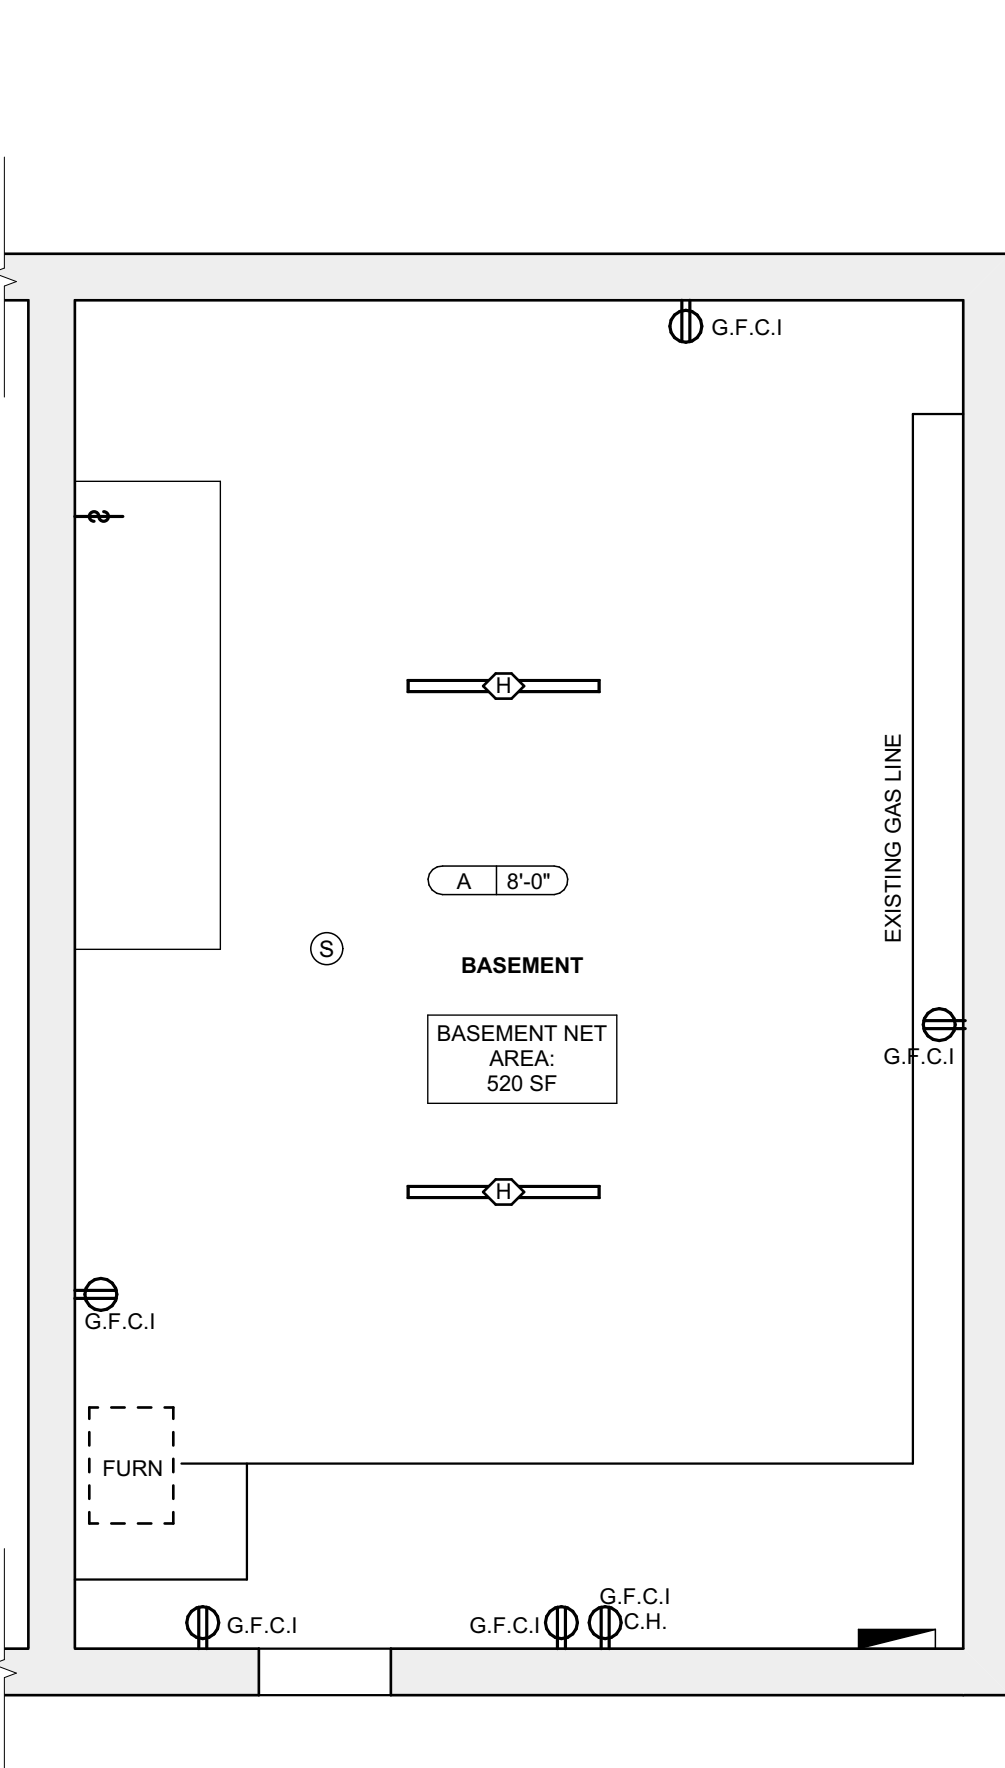 G.F.C.I
H
EXISTING GAS LINE
A 8'-0"
S
BASEMENT
BASEMENT NET
AREA:
520 SF
G.F.C.I
H
G.F.C.I
FURN
G.F.C.I
G.F.C.I
G.F.C.I
C.H.